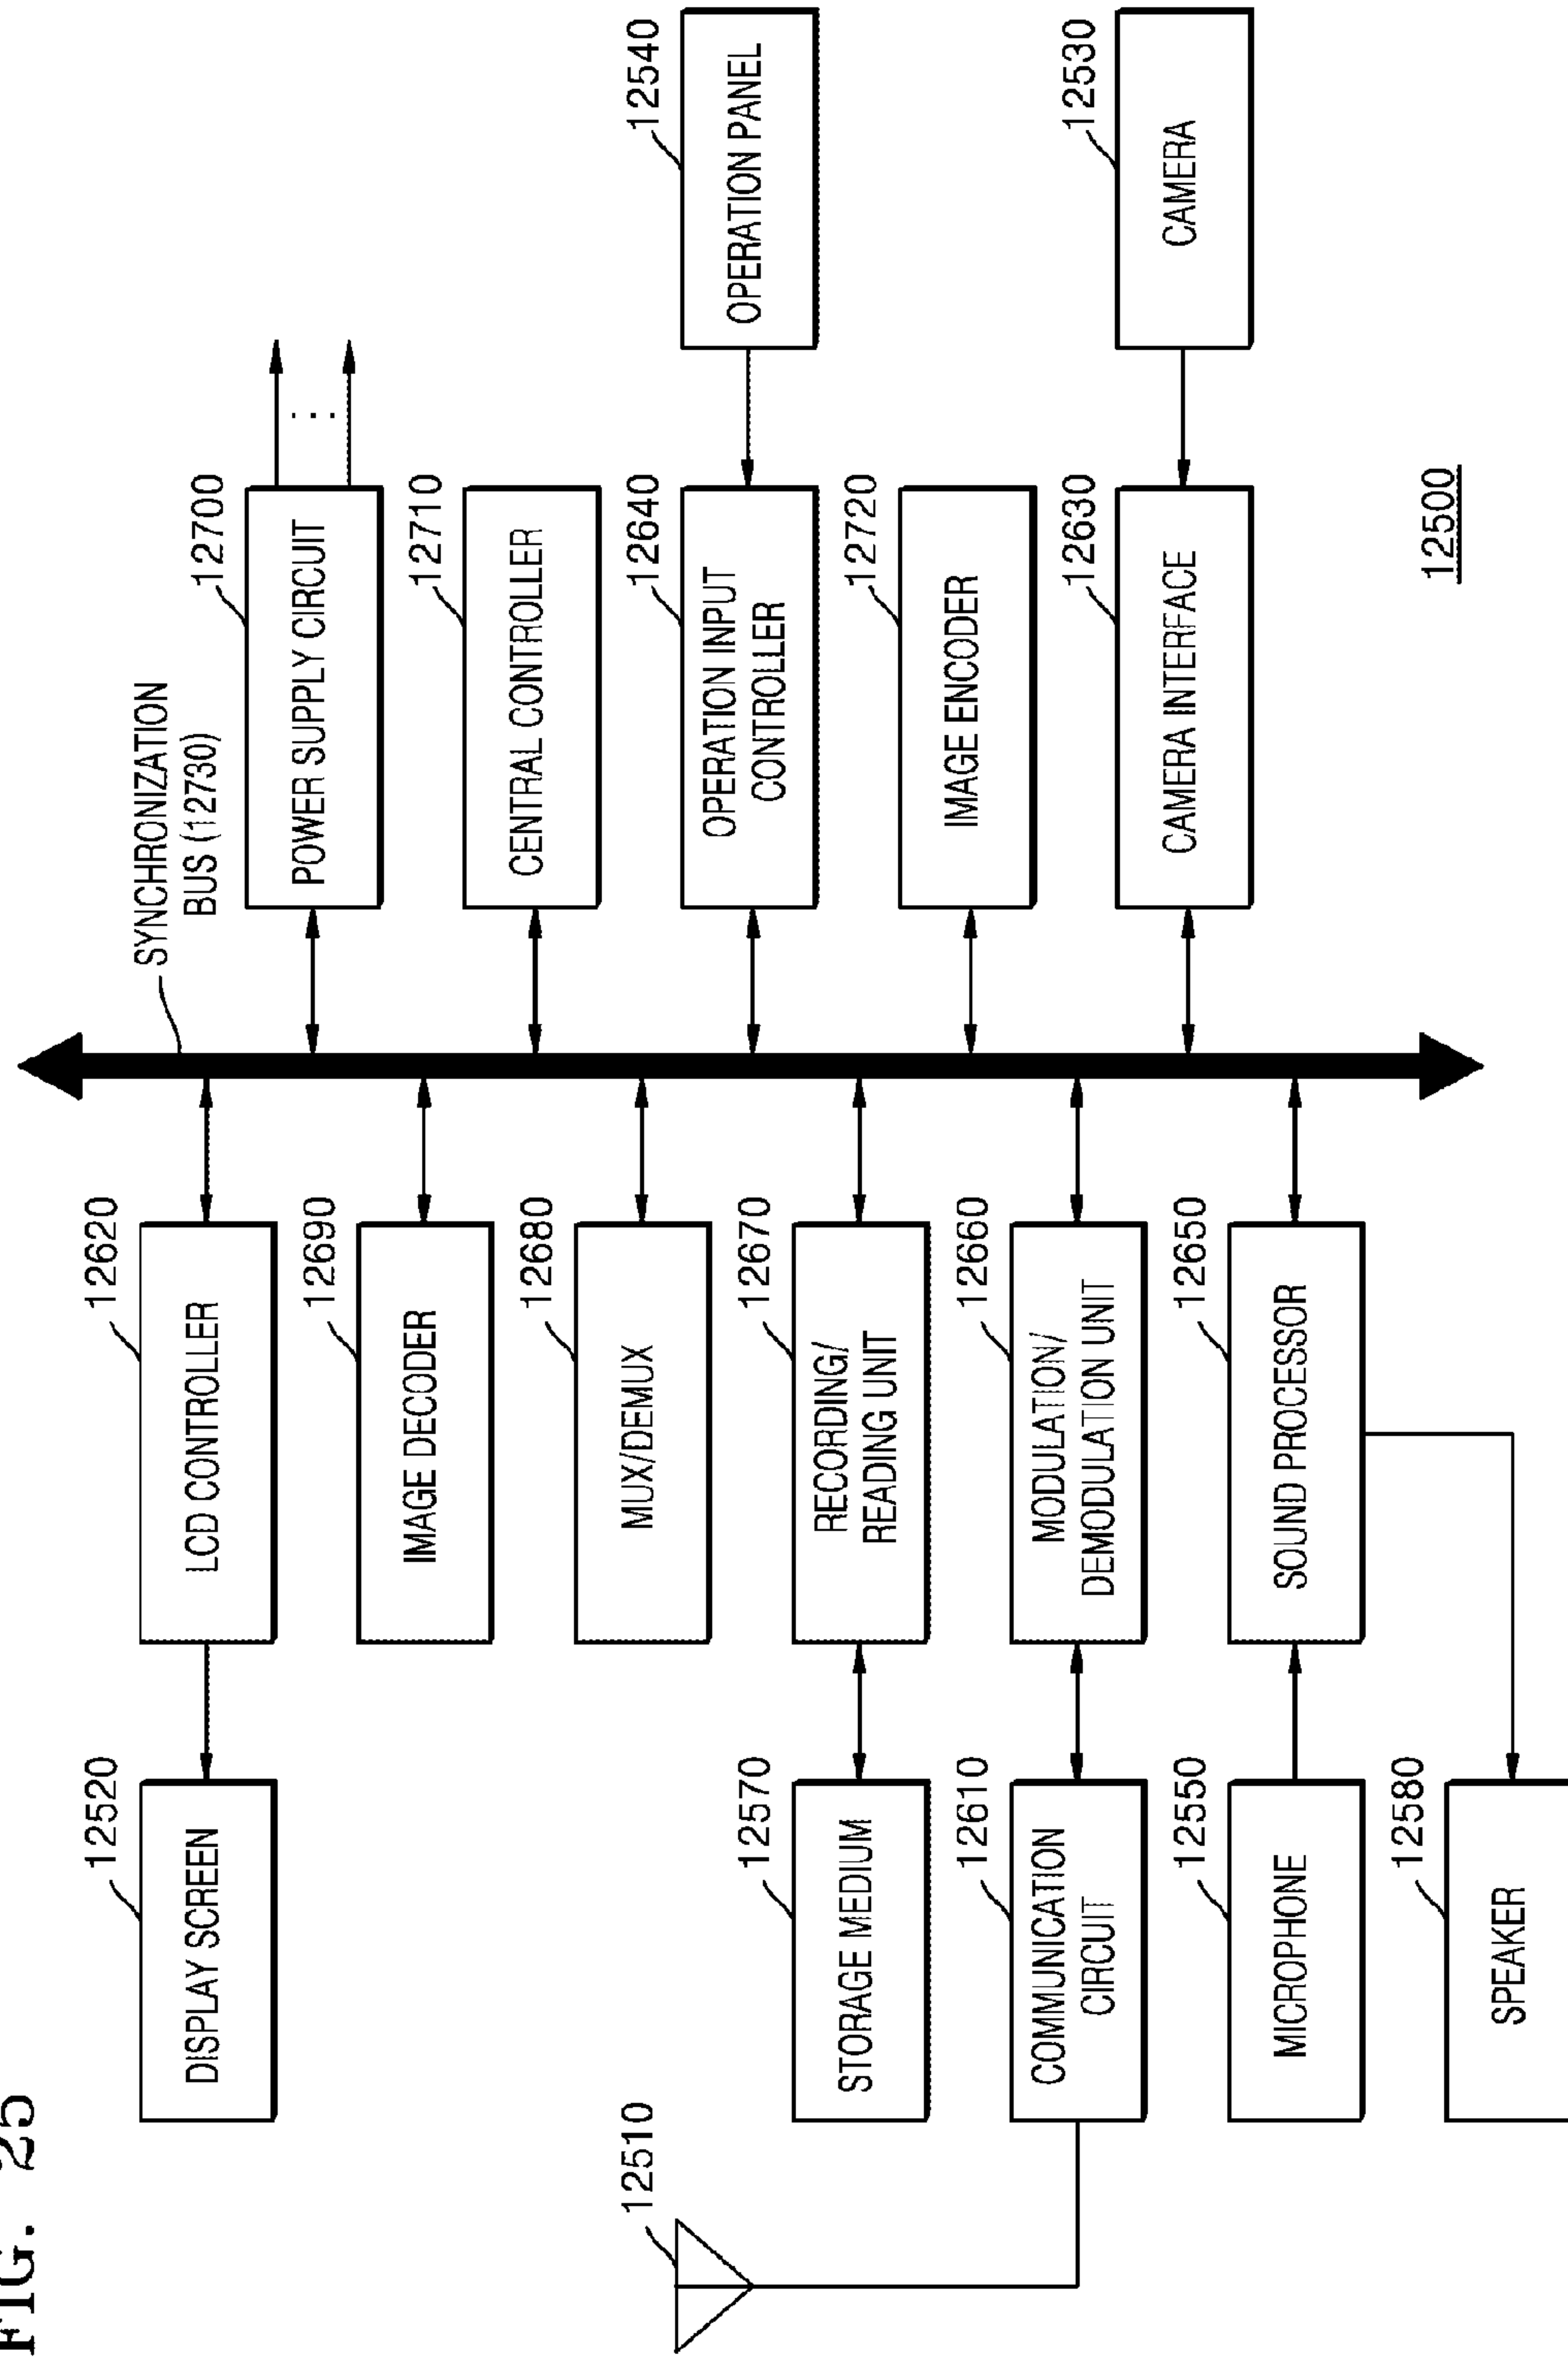 FIG. 25
SYNCHRONIZATION
BUS (12730)
12520
DISPLAY SCREEN
12620
LCD CONTROLLER
12700
POWER SUPPLY CIRCUIT
12690
IMAGE DECODER
12710
CENTRAL CONTROLLER
12510
12680
MUX/DEMUX
12640
OPERATION INPUT
CONTROLLER
12540
OPERATION PANEL
12570
STORAGE MEDIUM
12670
RECORDING/
READING UNIT
12720
IMAGE ENCODER
12610
COMMUNICATION
CIRCUIT
12660
MODULATION/
DEMODULATION UNIT
12630
CAMERA INTERFACE
12530
CAMERA
12550
MICROPHONE
12650
SOUND PROCESSOR
12580
SPEAKER
12500